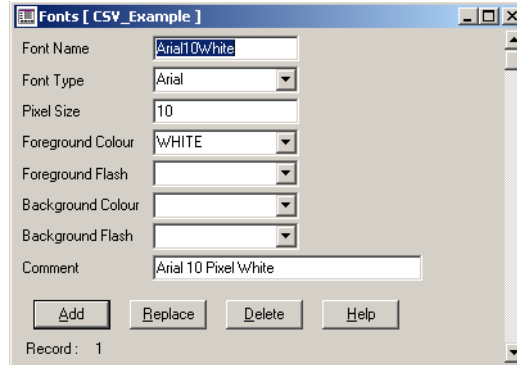 Fonts [ CSV_Example ]
Font Name Arial10White
Font Type Arial
Pixel Size 10
Foreground Colour WHITE
Foreground Flash
Background Colour
Background Flash
Comment Arial 10 Pixel White
Add Replace Delete Help
Record : 1